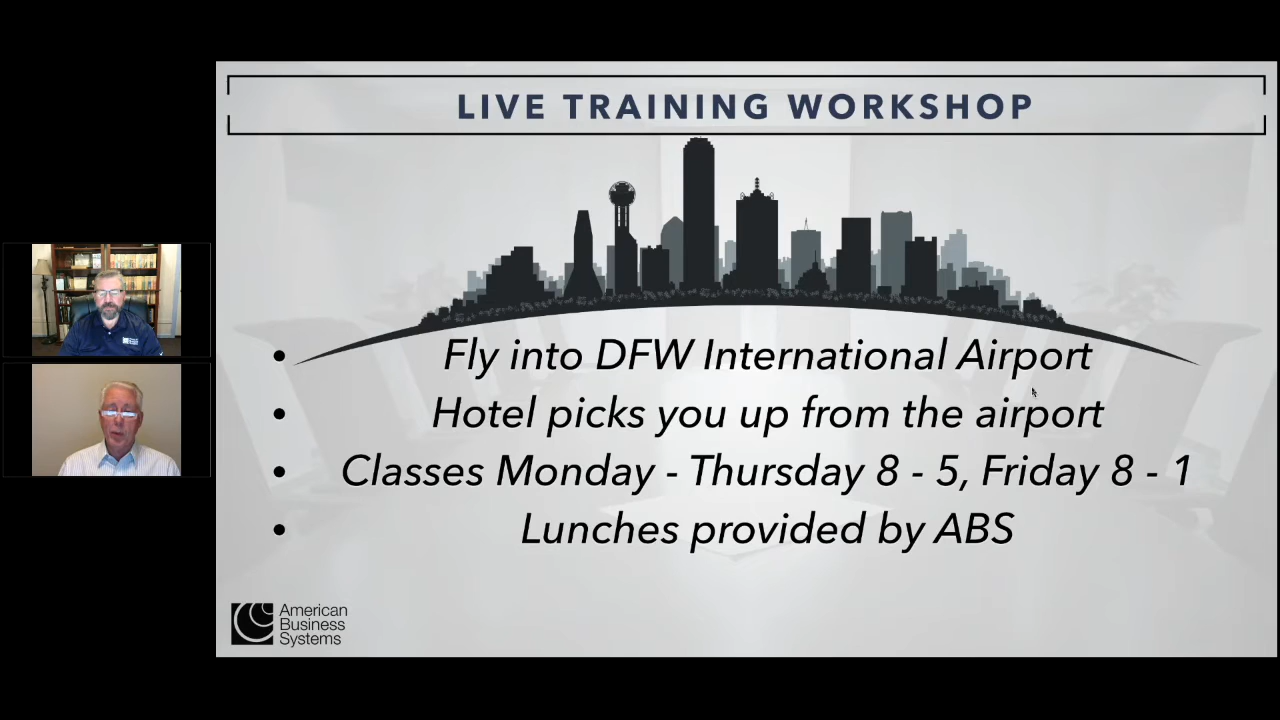 LIVE TRAINING WORKSHOP
• Fly into DFW International Airport
• Hotel picks you up from the airport
• Classes Monday - Thursday 8 - 5, Friday 8 - 1
• Lunches provided by ABS
American
Business
Systems